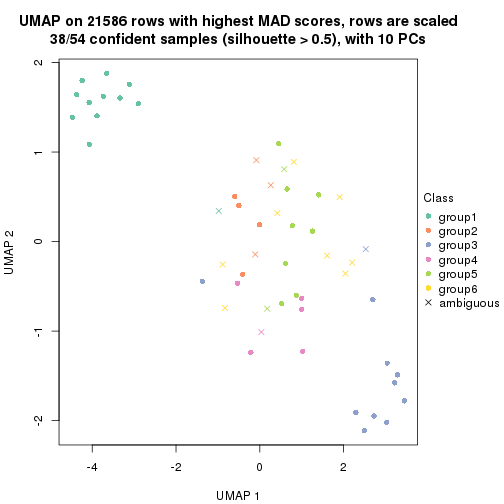 UMAP on 21586 rows with highest MAD scores, rows are scaled
38/54 confident samples (silhouette > 0.5), with 10 PCs
2
1
0
-1
-2
UMAP 2
-4
-2
0
2
UMAP 1
Class
group1
group2
group3
group4
group5
group6
ambiguous